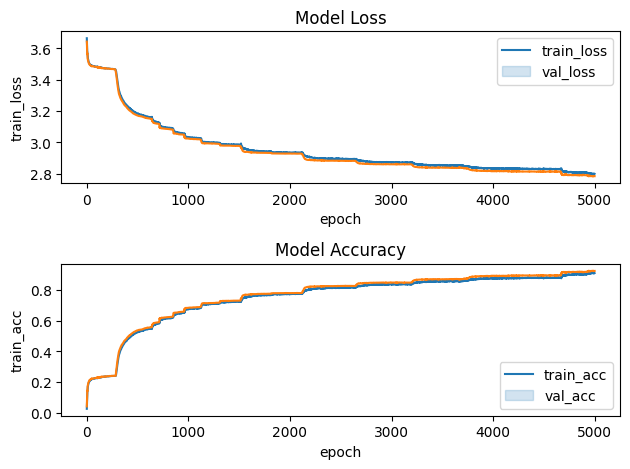 Model Loss
3.6
3.4
3.2
3.0
2.8
train_loss
train_loss
val_loss
0
1000
2000
3000
4000
5000
epoch
Model Accuracy
0.8
0.6
0.4
0.2
0.0
train_acc
train_acc
val_acc
0
1000
2000
3000
4000
5000
epoch